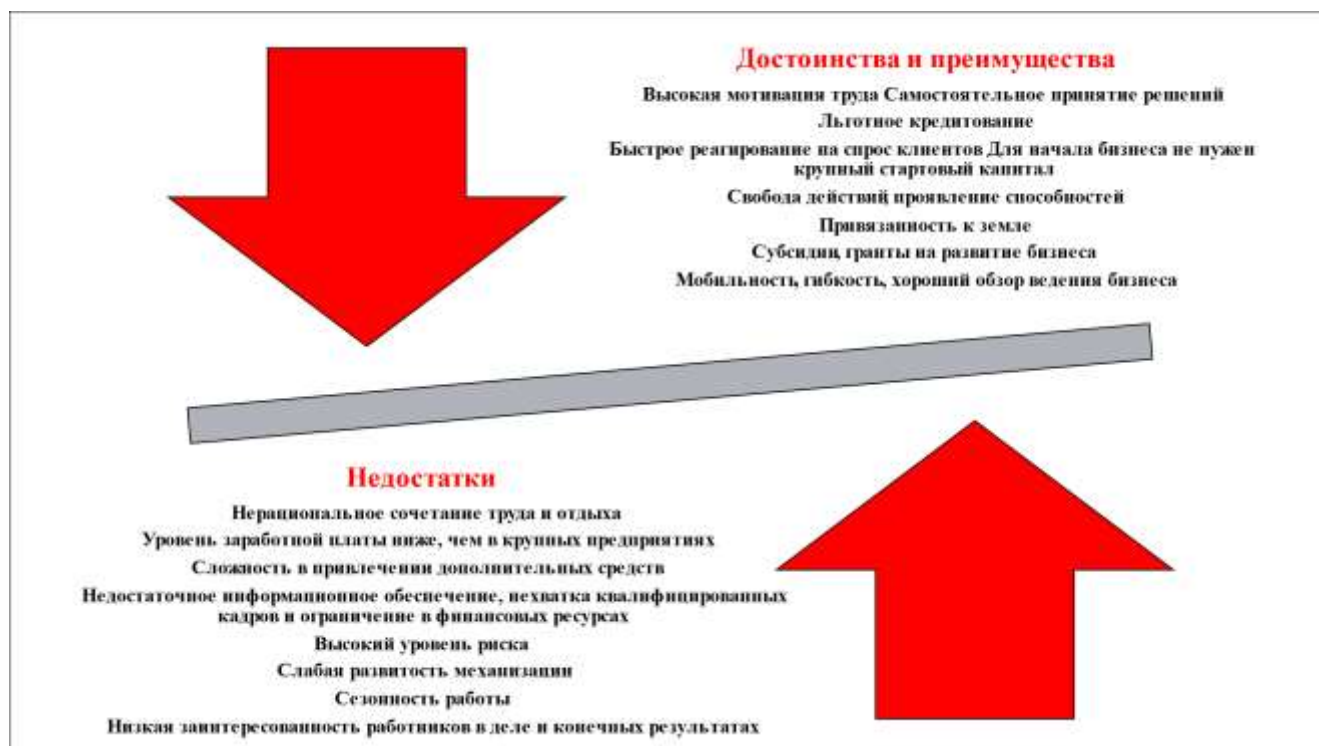 Достоинства и преимущества
Высокая мотивация труда Самостоятельное принятие решений
Льготное кредитование
Быстрое реагирование на спрос клиентов Для начала бизнеса не нужен
крупный стартовый капитал
Свобода действий, проявление способностей
Привязанность к земле
Субсидии, гранты на развитие бизнеса
Мобильность, гибкость, хороший обзор ведения бизнеса
Недостатки
Нерациональное сочетание труда и отдыха
Уровень заработной платы ниже, чем в крупных предприятиях
Сложность в привлечении дополнительных средств
Недостаточное информационное обеспечение, нехватка квалифицированных
кадров и ограничение в финансовых ресурсах
Высокий уровень риска
Слабая развитость механизации
Сезонность работы
Низкая заинтересованность работников в деле и конечных результатах